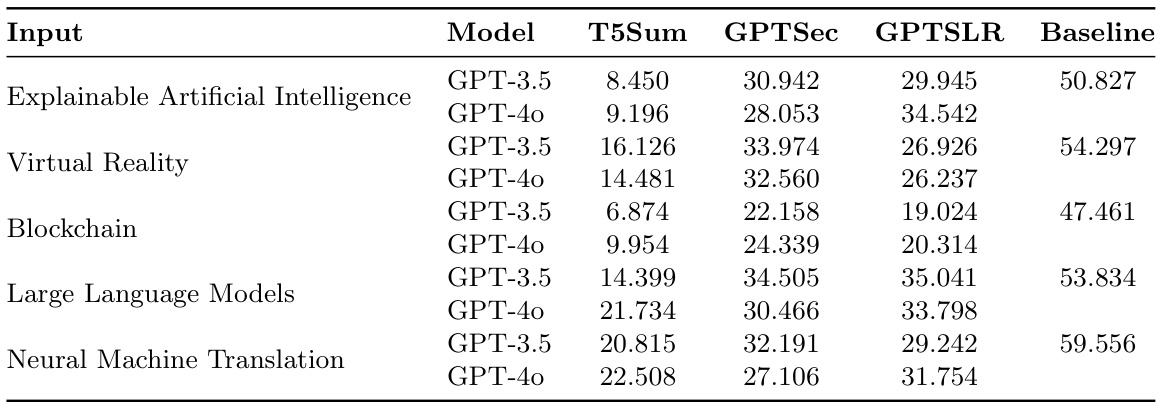 Input Model T5Sum GPTSec GPTSLR Baseline
Explainable Artificial Intelligence GPT-3.5 8.450 30.942 29.945 50.827
GPT-4o 9.196 28.053 34.542
Virtual Reality GPT-3.5 16.126 33.974 26.926 54.297
GPT-4o 14.481 32.560 26.237
Blockchain GPT-3.5 6.874 22.158 19.024 47.461
GPT-4o 9.954 24.339 20.314
Large Language Models GPT-3.5 14.399 34.505 35.041 53.834
GPT-4o 21.734 30.466 33.798
Neural Machine Translation GPT-3.5 20.815 32.191 29.242 59.556
GPT-4o 22.508 27.106 31.754